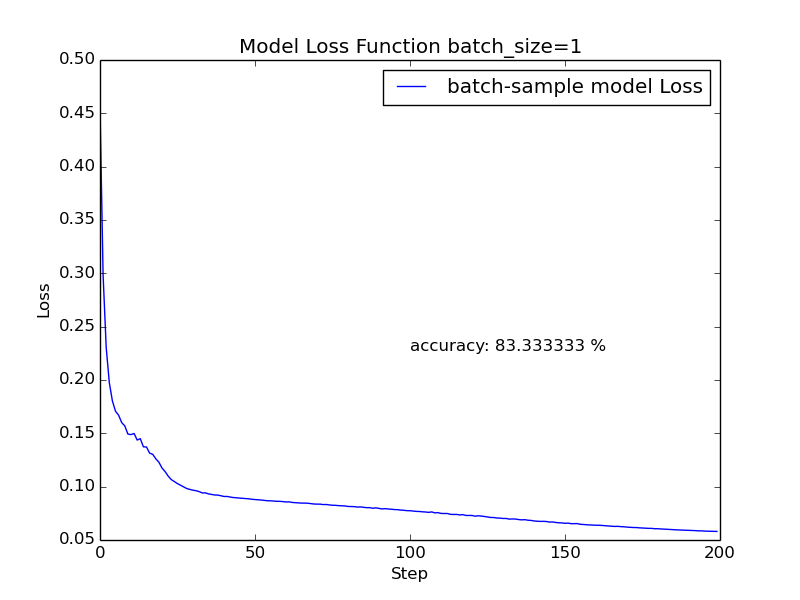 Model Loss Function batch_size=1
batch-sample model Loss
0.50
0.45
0.40
0.35
0.30
0.25
0.20
0.15
0.10
0.05
Loss
accuracy: 83.333333 %
0 50 100 150 200
Step